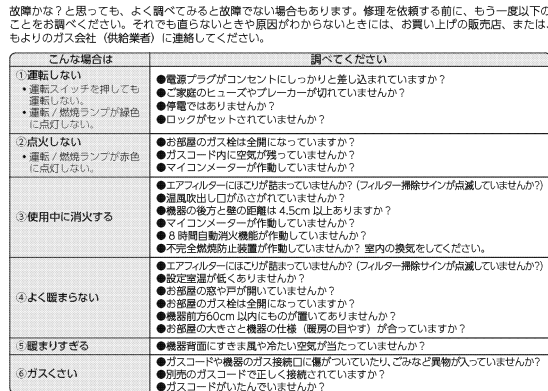 故障かな？と思っても、よく調べてみると故障でない場合もあります。修理を依頼する前に、もう一度以下の
ことをお調べください。それでも直らないときや原因がわからないときには、お買い上げの販売店、または、
もよりのガス会社（供給業者）に連絡してください。
こんな場合は
調べてください
①運転しない
・運転スイッチを押しても
運転しない。
・運転／燃焼ランプが緑色
に点灯しない。
●電源プラグがコンセントにしっかりと差し込まれていますか？
●ご家庭のヒューズやブレーカーが切れていませんか？
●停電ではありませんか？
●ロックがセットされていませんか？
②点火しない
・運転／燃焼ランプが赤色
に点灯しない。
●お部屋のガス栓は全開になっていますか？
●ガスコード内に空気が残っていませんか？
●マイコンメーターが作動していませんか？
③使用中に消火する
●エアフィルターにほこりが詰まっていませんか？（フィルター掃除サインが点滅していませんか？）
●温風吹出し口がふさがれていませんか？
●機器の後方と壁の距離は4.5cm以上ありますか？
●マイコンメーターが作動していませんか？
●8時間自動消火機能が作動していませんか？
●不完全燃焼防止装置が作動していませんか？ 室内の換気をしてください。
④よく暖まらない
●エアフィルターにほこりが詰まっていませんか？（フィルター掃除サインが点滅していませんか？）
●設定室温が低くありませんか？
●お部屋の窓や戸が開いていませんか？
●お部屋のガス栓は全開になっていますか？
●機器前方60cm以内にものが置いてありませんか？
●お部屋の大きさと機器の仕様（暖房の目やす）が合っていますか？
⑤暖まりすぎる
●機器背面にすきま風や冷たい空気が当っていませんか？
⑥ガスくさい
●ガスコードや機器のガス接続口に傷がついていたり、ごみなど異物が入っていませんか？
●別売のガスコードで正しく接続されていますか？
●ガスコードがいたんでいませんか？